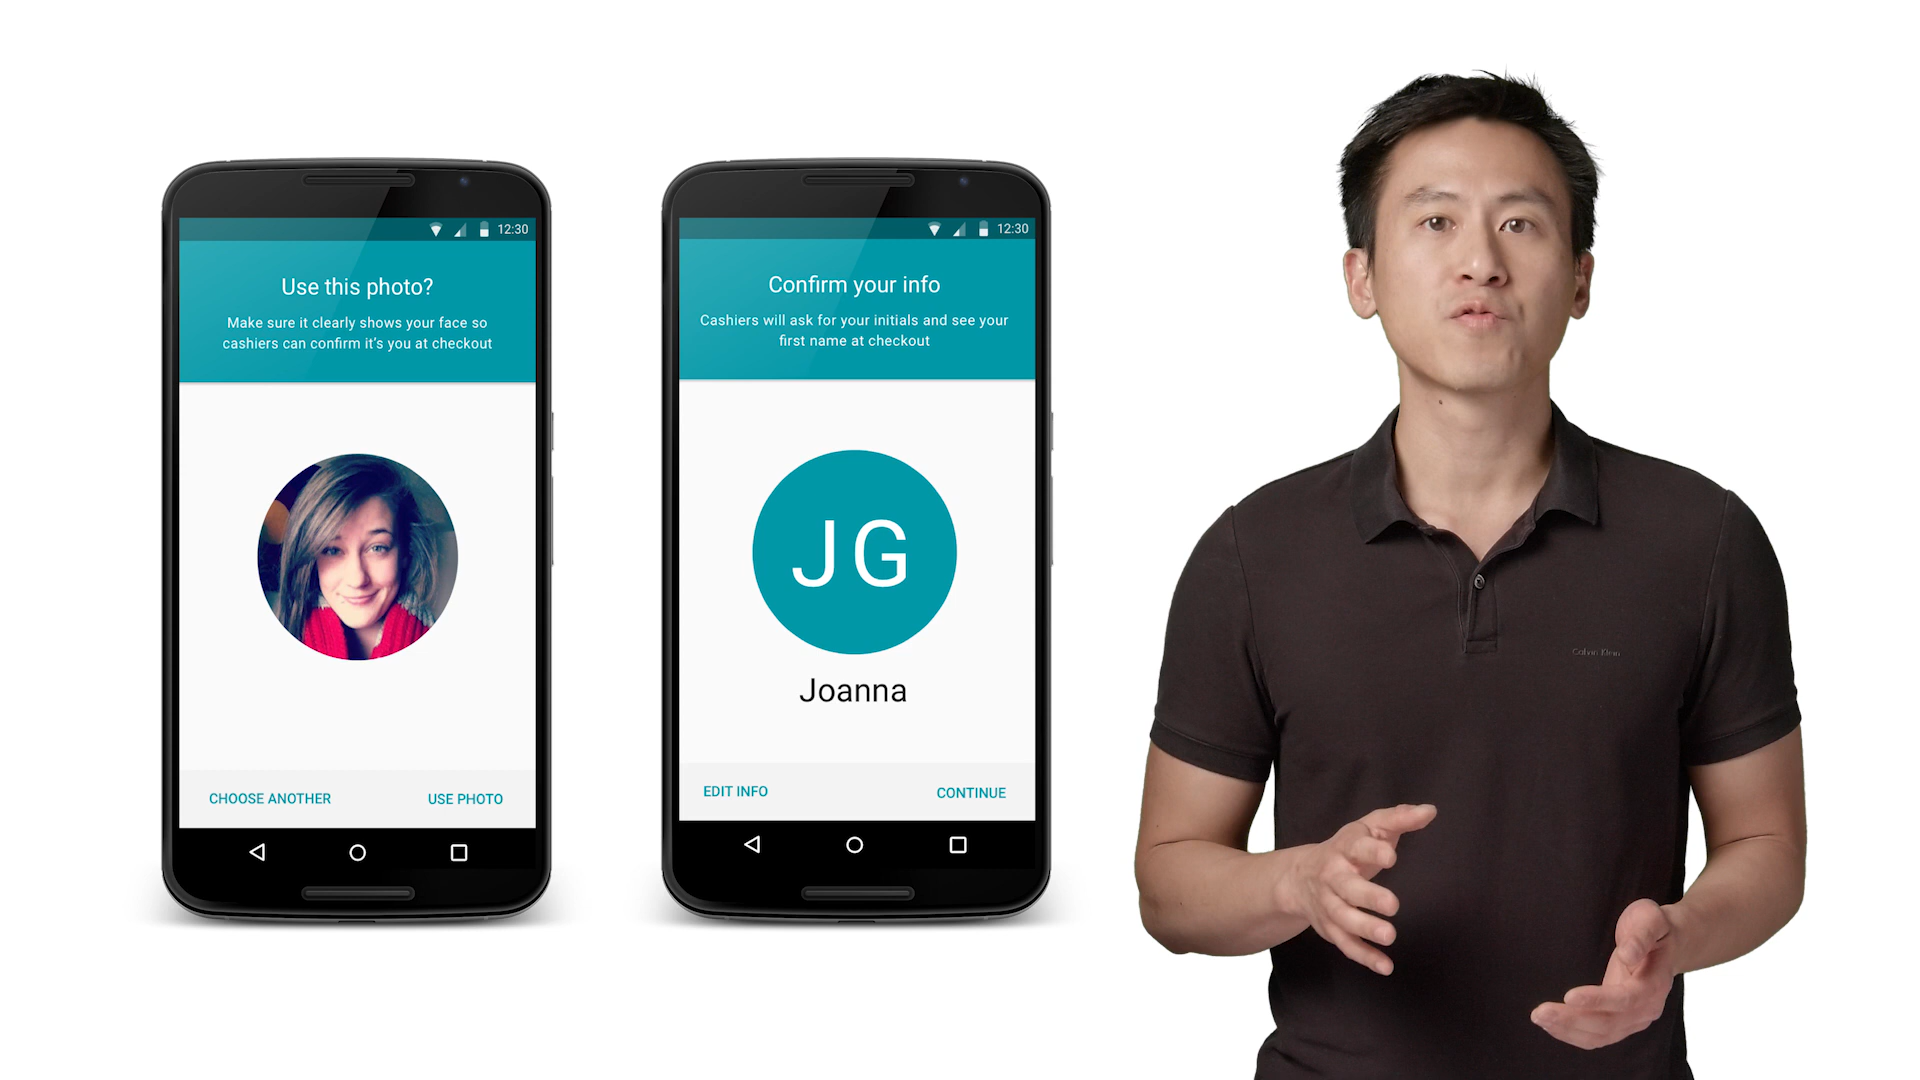 12:30
Use this photo?
Make sure it clearly shows your face so
cashiers can confirm it's you at checkout
CHOOSE ANOTHER
USE PHOTO
12:30
Confirm your info
Cashiers will ask for your initials and see your
first name at checkout
JG
Joanna
EDIT INFO
CONTINUE
Calvin Klein